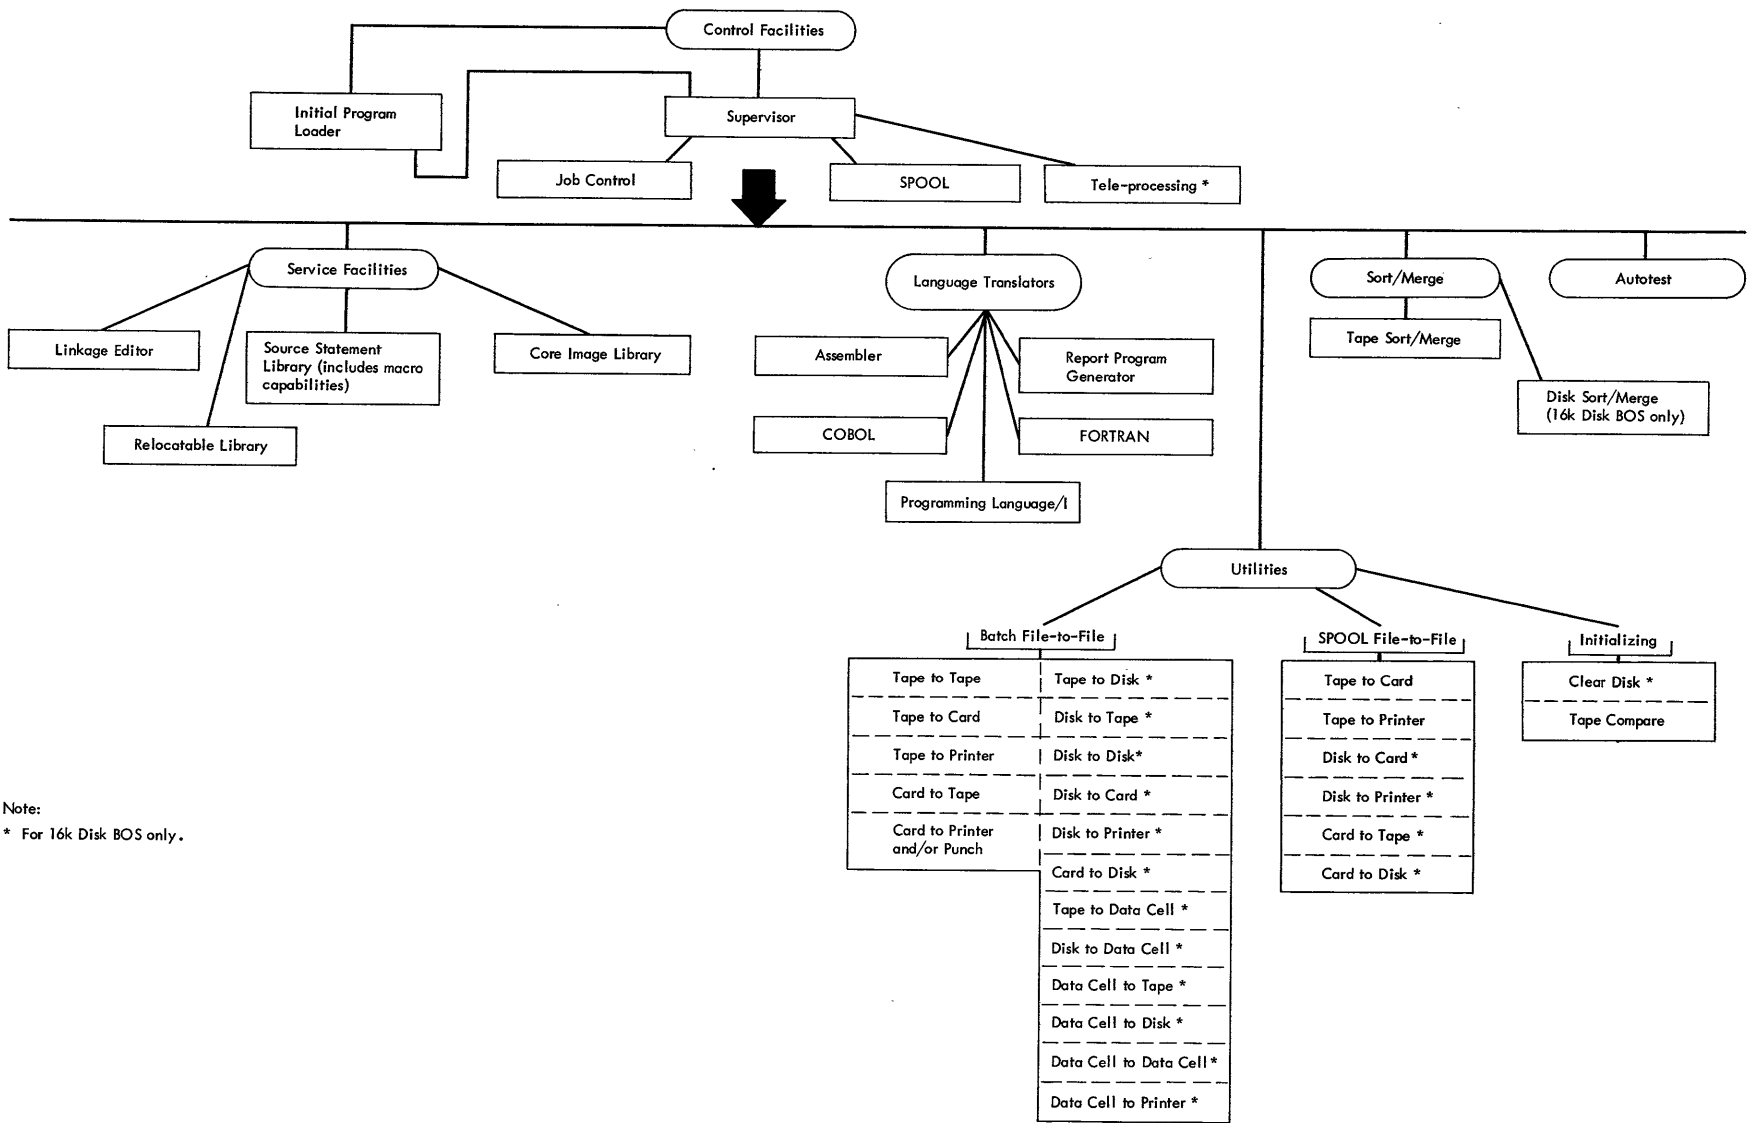 Control Facilities
Initial Program
Loader
Supervisor
Job Control
SPOOL
Tele-processing *
Service Facilities
Language Translators
Sort/Merge
Autotest
Linkage Editor
Source Statement
Library (includes macro
capabilities)
Core Image Library
Relocatable Library
Assembler
Report Program
Generator
COBOL
FORTRAN
Programming Language/I
Tape Sort/Merge
Disk Sort/Merge
(16k Disk BOS only)
Utilities
Batch File-to-File
Tape to Tape
Tape to Card
Tape to Printer
Card to Tape
Card to Printer
and/or Punch
Tape to Disk *
Disk to Tape *
Disk to Disk*
Disk to Card *
Disk to Printer *
Card to Disk *
Tape to Data Cell *
Disk to Data Cell *
Data Cell to Tape *
Data Cell to Disk *
Data Cell to Data Cell*
Data Cell to Printer *
SPOOL File-to-File
Tape to Card
Tape to Printer
Disk to Card *
Disk to Printer *
Card to Tape *
Card to Disk *
Initializing
Clear Disk *
Tape Compare
Note:
* For 16k Disk BOS only.